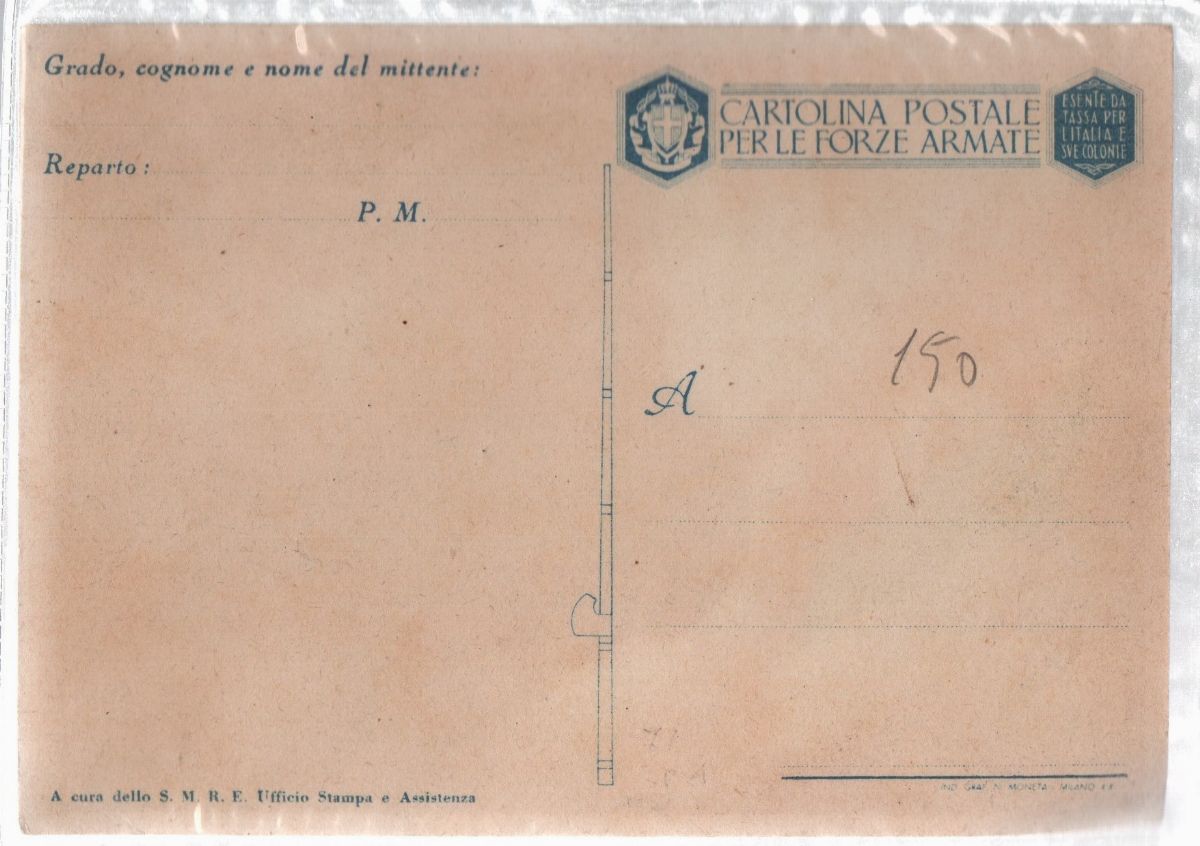 Grado, cognome e nome del mittente:
Reparto:
P. M.
A cura dello S. M. R. E. Ufficio Stampa e Assistenza
CARTOLINA POSTALE
PER LE FORZE ARMATE
ESENTE DA
TASSA PER
L'ITALIA E
SVE COLONIE
150
A
IND. GRAF. N. MONETA - MILANO